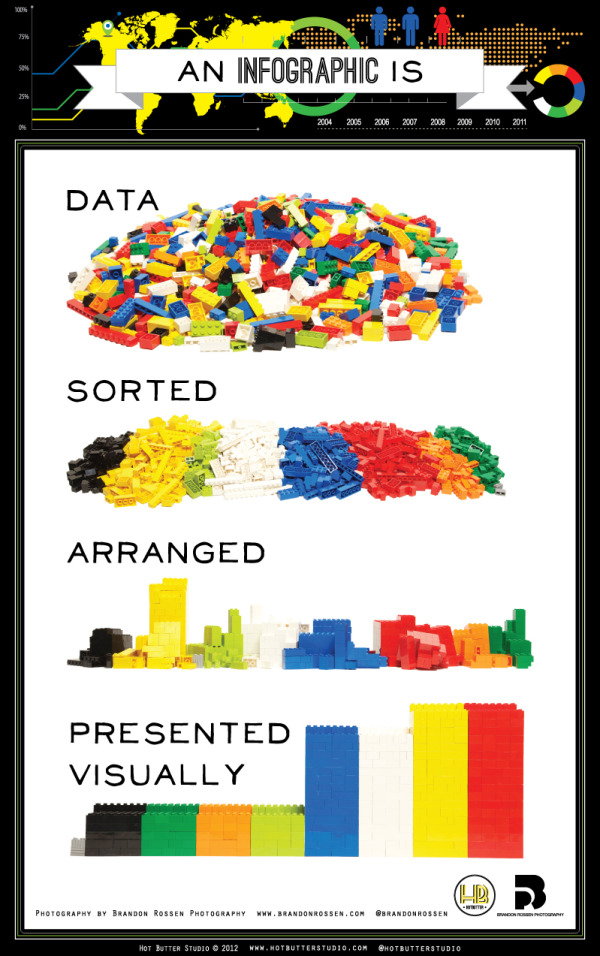 100%
75%
50%
25%
.0%
AN INFOGRAPHIC IS
2004 2005 2006 2007 2008 2009 2010 2011
DATA
SORTED
ARRANGED
PRESENTED
VISUALLY
HB
HOTBUTTER
BRANDON ROSSEN PHOTOGRAPHY
PHOTOGRAPHY BY BRANDON ROSSEN PHOTOGRAPHY WWW.BRANDONROSSEN.COM @BRANDONROSSEN
HOT BUTTER STUDIO © 2012 WWW.HOTBUTTERSTUDIO.COM @HOTBUTTERSTUDIO